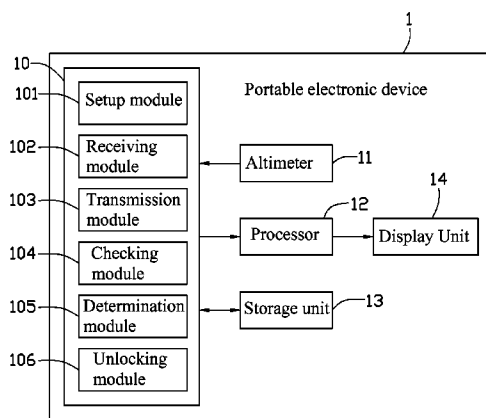 1
10
101
Setup module
Portable electronic device
102
Receiving
module
Altimeter
11
103
Transmission
module
12
14
Processor
Display Unit
104
Checking
module
105
Determination
module
Storage unit
13
106
Unlocking
module